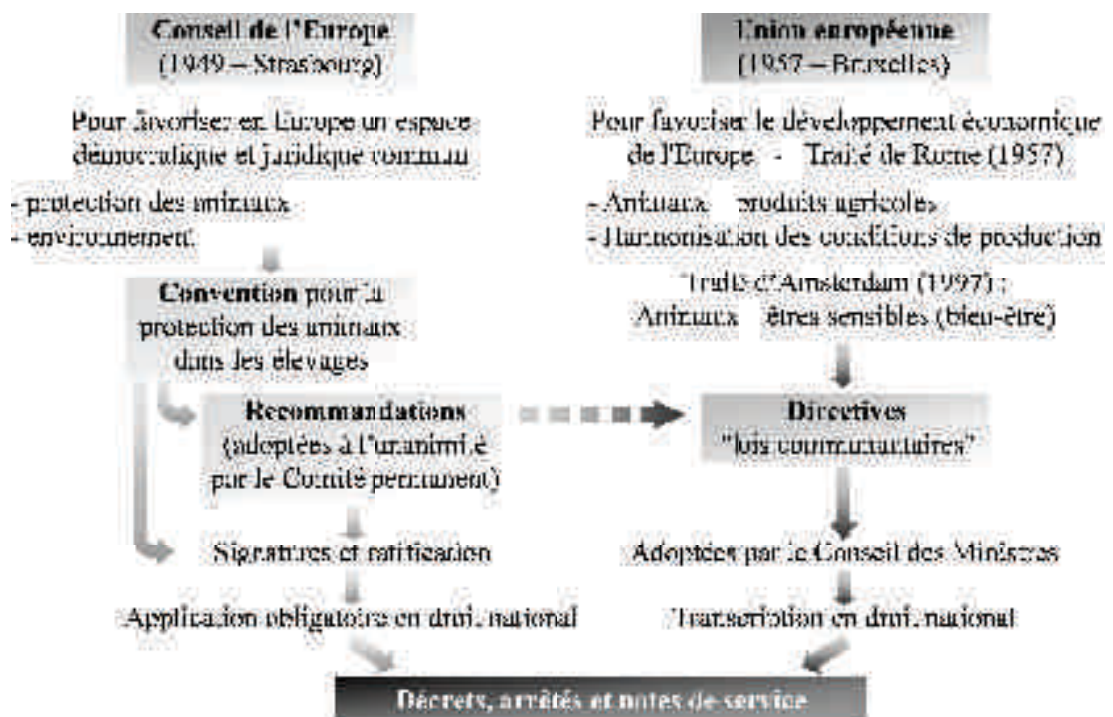 Conseil de l'Europe
(1949 – Strasbourg)
Pour favoriser en Europe un espace
démocratique et juridique commun
- protection des animaux
- environnement
Convention pour la
protection des animaux
dans les élevages
Recommandations
(adoptées à l'unanimité
par le Comité permanent)
Signatures et ratification
Application obligatoire en droit national
Union européenne
(1957 – Bruxelles)
Pour favoriser le développement économique
de l'Europe - Traité de Rome (1957)
- Animaux produits agricoles
- Harmonisation des conditions de production
Traité d'Amsterdam (1997) :
Animaux êtres sensibles (bien-être)
Directives
"lois communautaires"
Adoptées par le Conseil des Ministres
Transcription en droit national
Décrets, arrêtés et notes de service